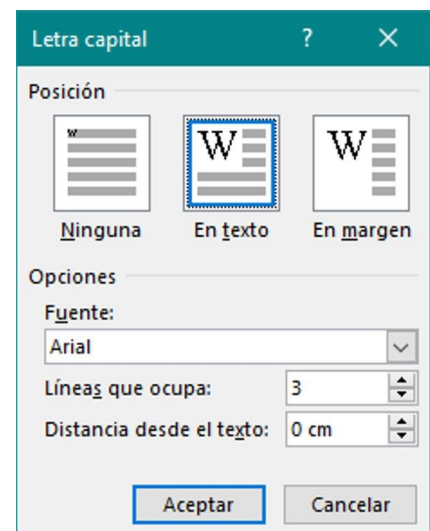 Letra capital ? ×
Posición
W W W
Ninguna En texto En margen
Opciones
Fuente:
Arial
Líneas que ocupa: 3
Distancia desde el texto: 0 cm
Aceptar Cancelar